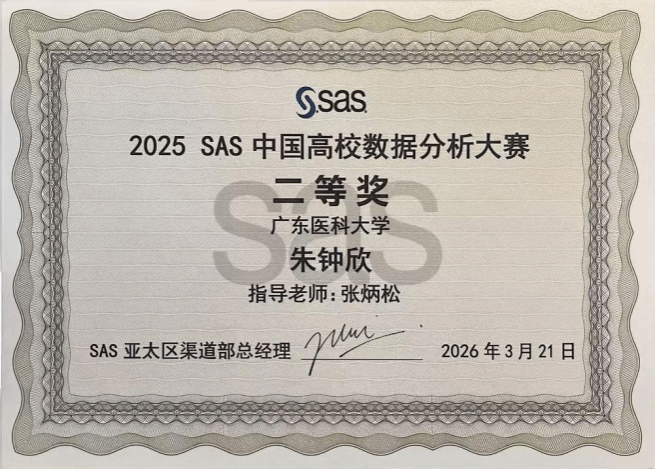 sas
2025 SAS 中国高校数据分析大赛
二等奖
sas
广东医科大学
朱钟欣
指导老师：张炳松
SAS 亚太区渠道部总经理
2026 年 3 月 21 日